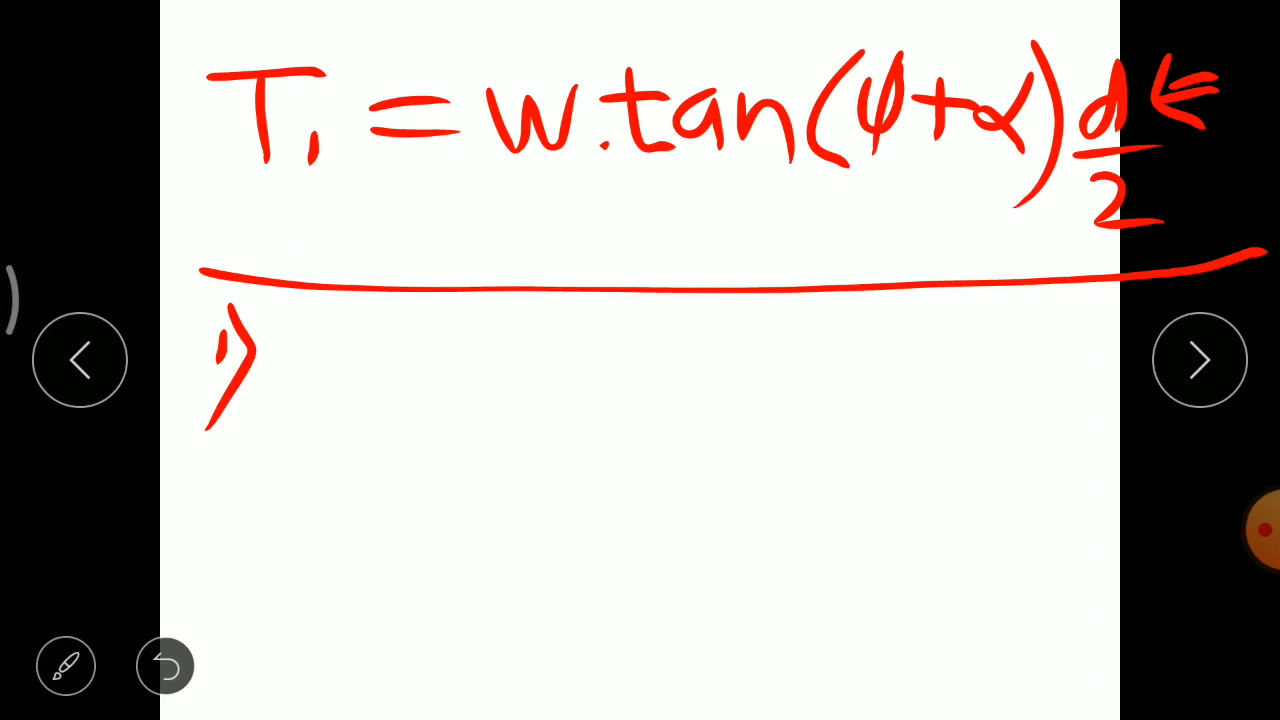 T₁ = w.tan(φ+α) d/2 ⇐
1)